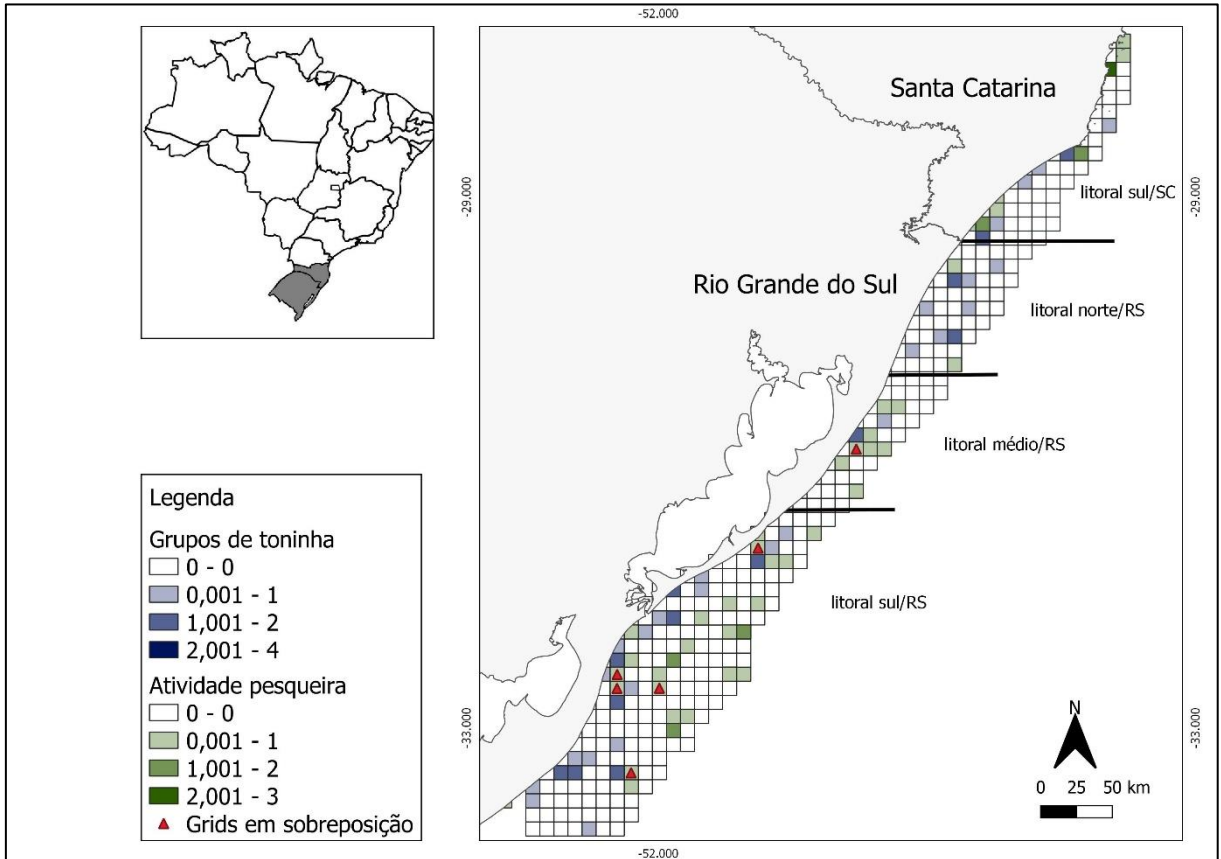 -52.000
Santa Catarina
-29.000
-29.000
litoral sul/SC
Rio Grande do Sul
litoral norte/RS
litoral médio/RS
litoral sul/RS
Legenda
Grupos de toninha
0 - 0
0,001 - 1
1,001 - 2
2,001 - 4
Atividade pesqueira
0 - 0
0,001 - 1
1,001 - 2
2,001 - 3
Grids em sobreposição
-33.000
-33.000
N
0 25 50 km
-52.000